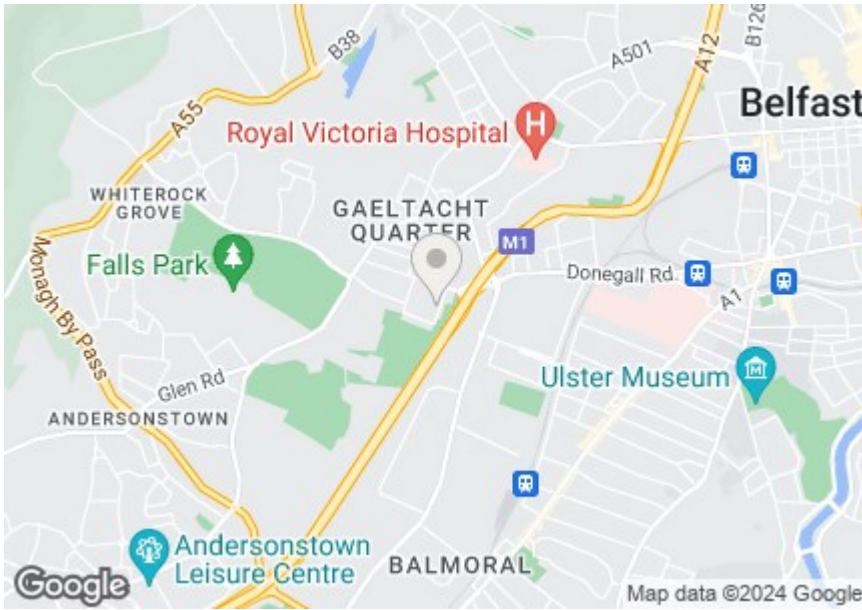 B38
A501
A12
B126
Belfast
Royal Victoria Hospital
H
A55
WHITEROCK
GROVE
GAELTACHT
QUARTER
M1
Falls Park
Donegall Rd.
A1
Monagh By Pass
Glen Rd
Ulster Museum
M
ANDERSONSTOWN
Andersonstown
Leisure Centre
BALMORAL
Google
Map data ©2024 Google